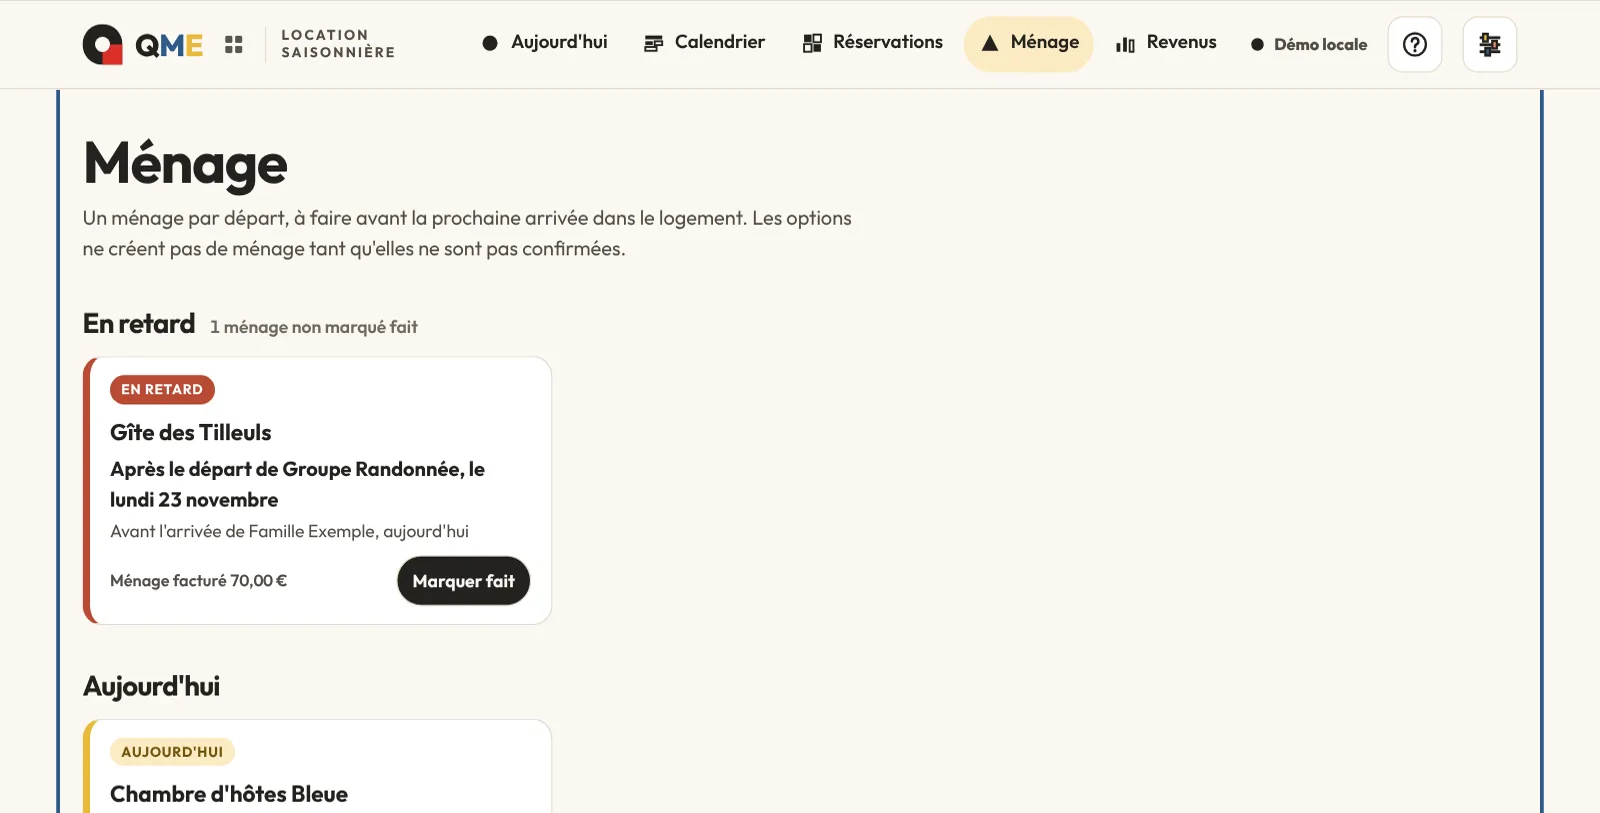 QME
LOCATION
SAISONNIÈRE
Aujourd'hui
Calendrier
Réservations
Ménage
Revenus
Démo locale
Ménage
Un ménage par départ, à faire avant la prochaine arrivée dans le logement. Les options
ne créent pas de ménage tant qu'elles ne sont pas confirmées.
En retard 1 ménage non marqué fait
EN RETARD
Gîte des Tilleuls
Après le départ de Groupe Randonnée, le
lundi 23 novembre
Avant l'arrivée de Famille Exemple, aujourd'hui
Ménage facturé 70,00 €
Marquer fait
Aujourd'hui
AUJOURD'HUI
Chambre d'hôtes Bleue